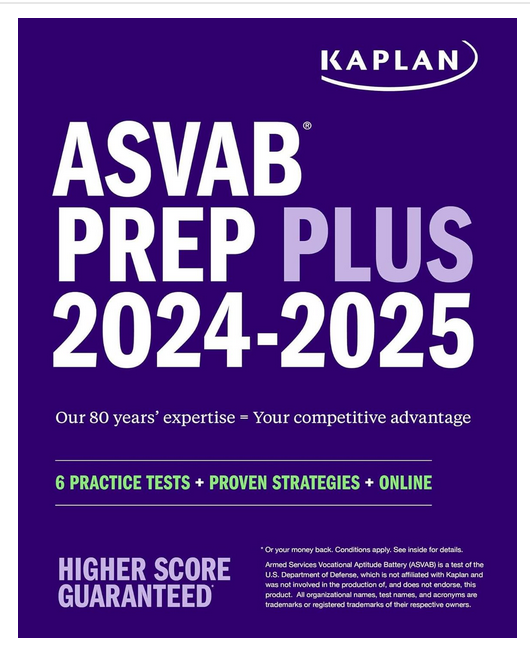 KAPLAN
ASVAB®
PREP PLUS
2024-2025
Our 80 years’ expertise = Your competitive advantage
6 PRACTICE TESTS + PROVEN STRATEGIES + ONLINE
HIGHER SCORE
GUARANTEED*
* Or your money back. Conditions apply. See inside for details.
Armed Services Vocational Aptitude Battery (ASVAB) is a test of the
U.S. Department of Defense, which is not affiliated with Kaplan and
was not involved in the production of, and does not endorse, this
product. All organizational names, test names, and acronyms are
trademarks or registered trademarks of their respective owners.